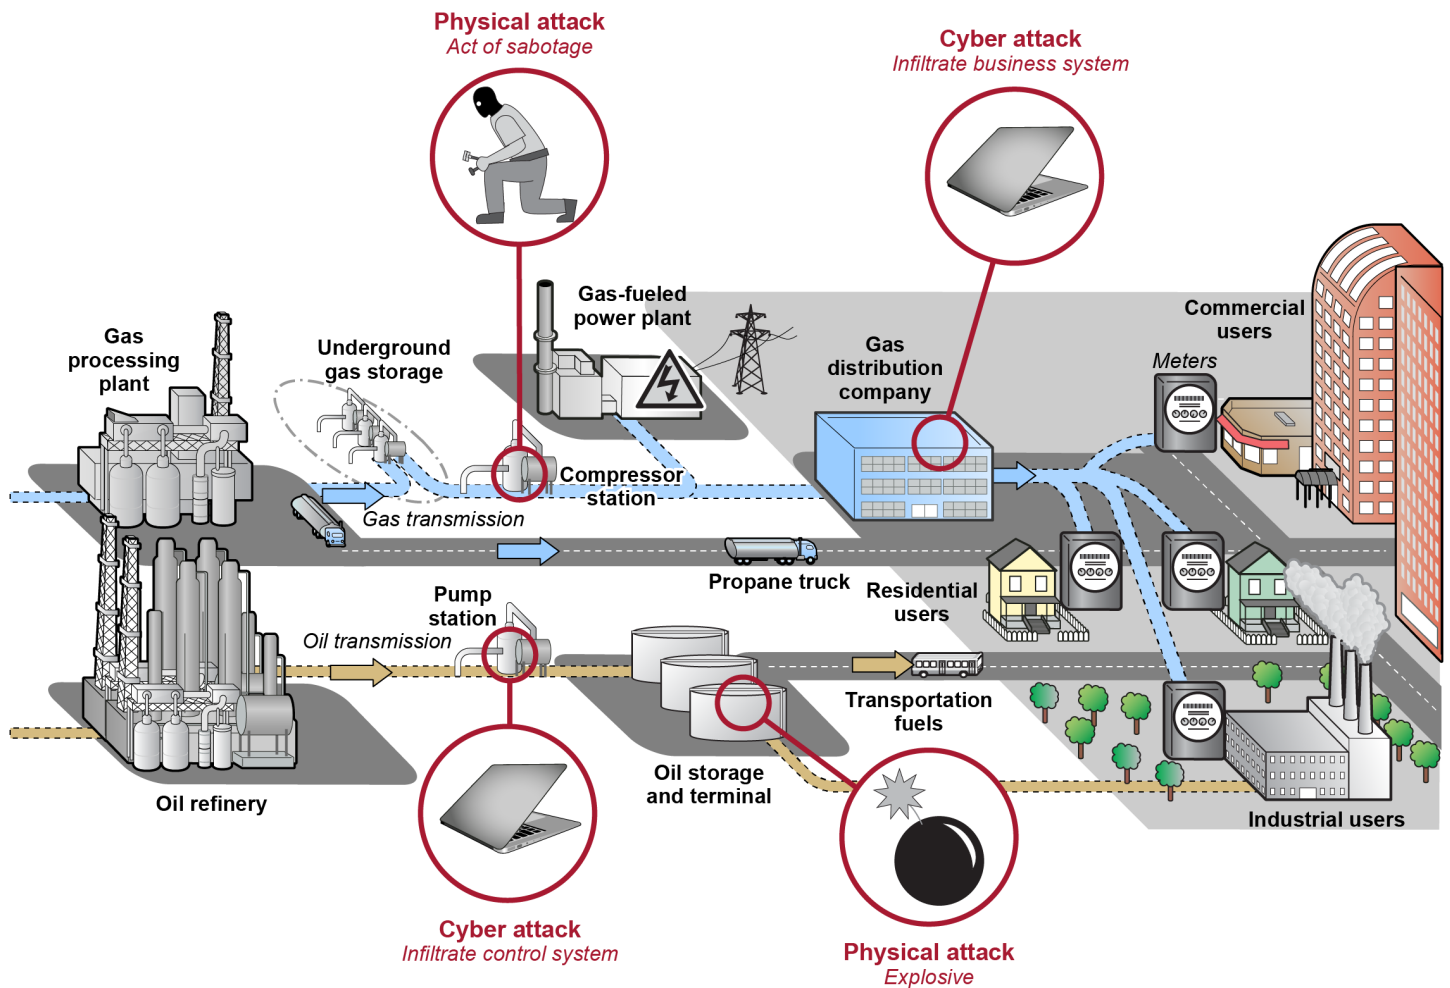 Physical attack
Act of sabotage
Cyber attack
Infiltrate business system
Gas-fueled
power plant
Commercial
users
Gas
processing
plant
Underground
gas storage
Gas
distribution
company
Meters
Compressor
station
Gas transmission
Propane truck
Residential
users
Pump
station
Oil transmission
Transportation
fuels
Oil storage
and terminal
Oil refinery
Industrial users
Cyber attack
Infiltrate control system
Physical attack
Explosive